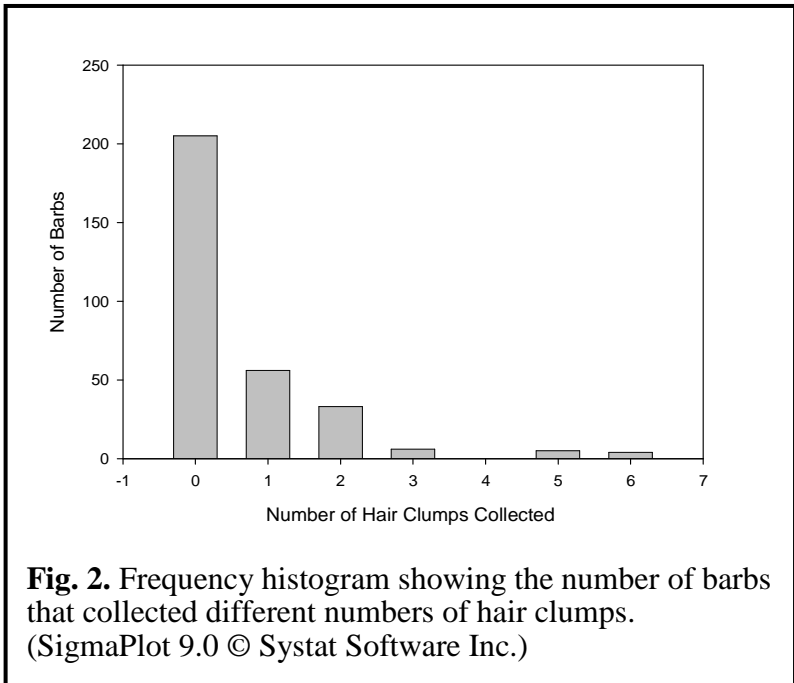 250
200
150
100
50
0
Number of Barbs
-1 0 1 2 3 4 5 6 7
Number of Hair Clumps Collected
Fig. 2. Frequency histogram showing the number of barbs
that collected different numbers of hair clumps.
(SigmaPlot 9.0 © Systat Software Inc.)